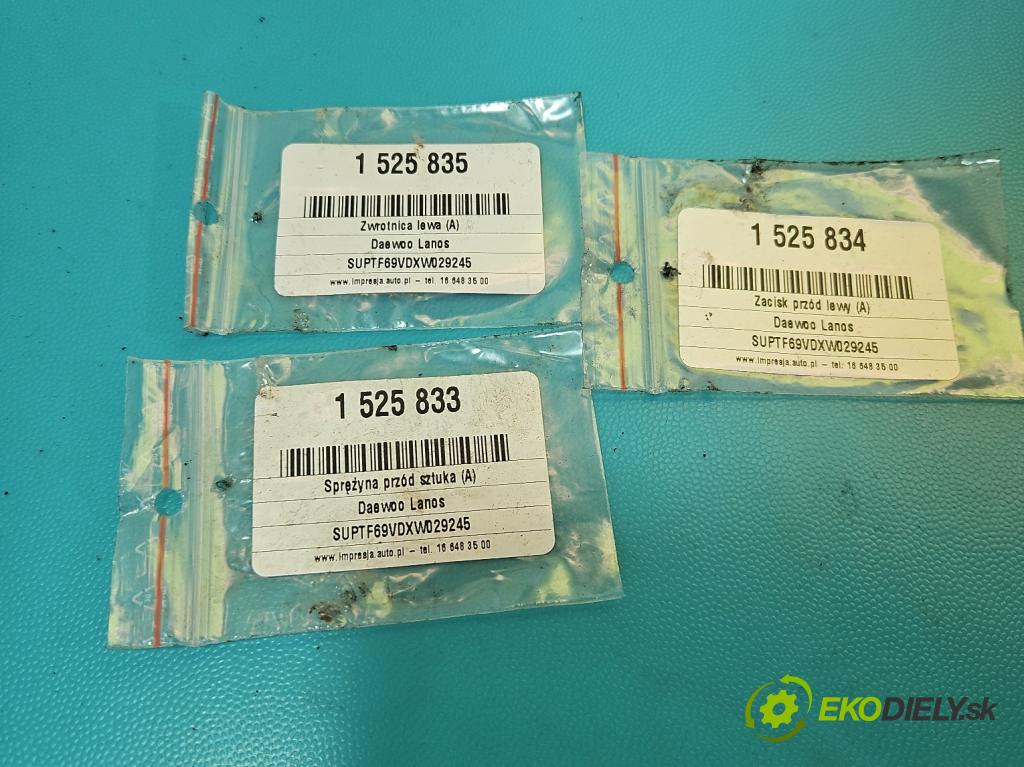 1 525 835
Zwrotnica lewa (A)
Daewoo Lanos
SUPTF69VDXW029245
www.impresja.auto.pl - tel. 16 648 35 00
1 525 834
Zacisk przód lewy (A)
Daewoo Lanos
SUPTF69VDXW029245
www.impresja.auto.pl - tel. 16 648 35 00
1 525 833
Sprężyna przód sztuka (A)
Daewoo Lanos
SUPTF69VDXW029245
www.impresja.auto.pl - tel. 16 648 35 00
EKODIELY.sk